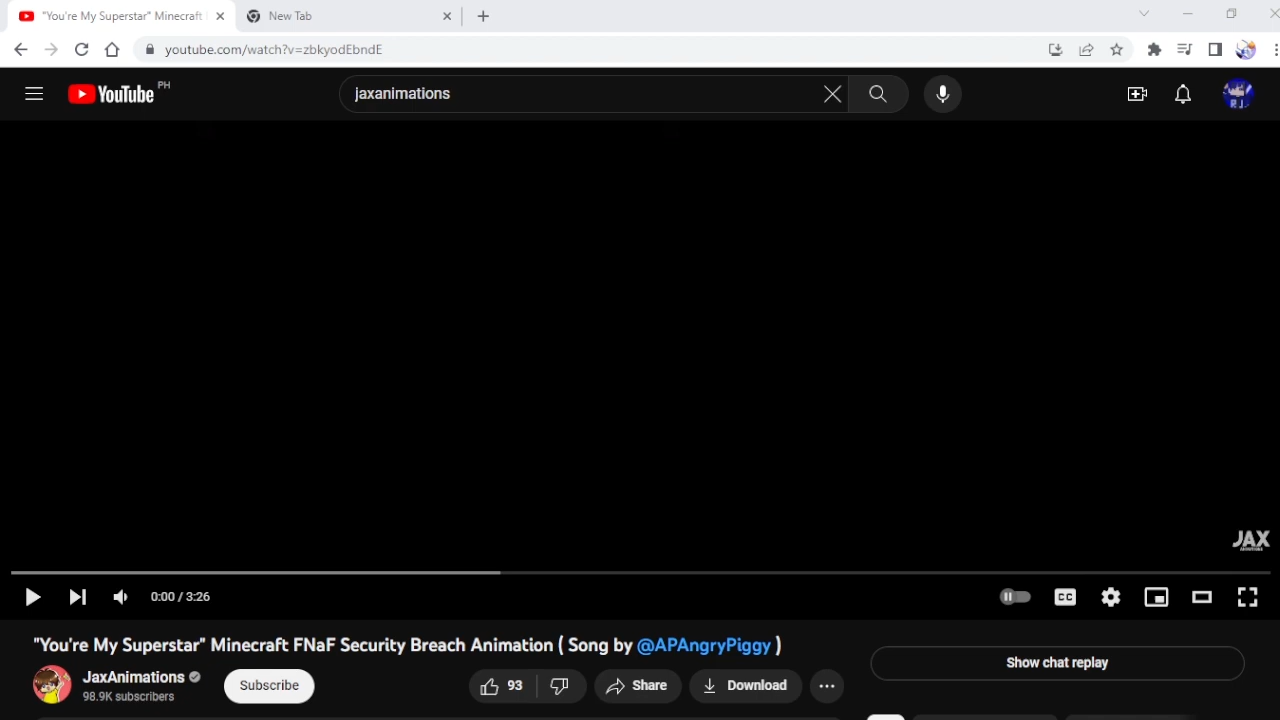 "You're My Superstar" Minecraft
New Tab
youtube.com/watch?v=zbkyodEbndE
YouTube PH
jaxanimations
RJ
JAX
0:00 / 3:26
CC
"You're My Superstar" Minecraft FNaF Security Breach Animation ( Song by @APAngryPiggy )
Show chat replay
JaxAnimations
98.9K subscribers
Subscribe
93
Share
Download